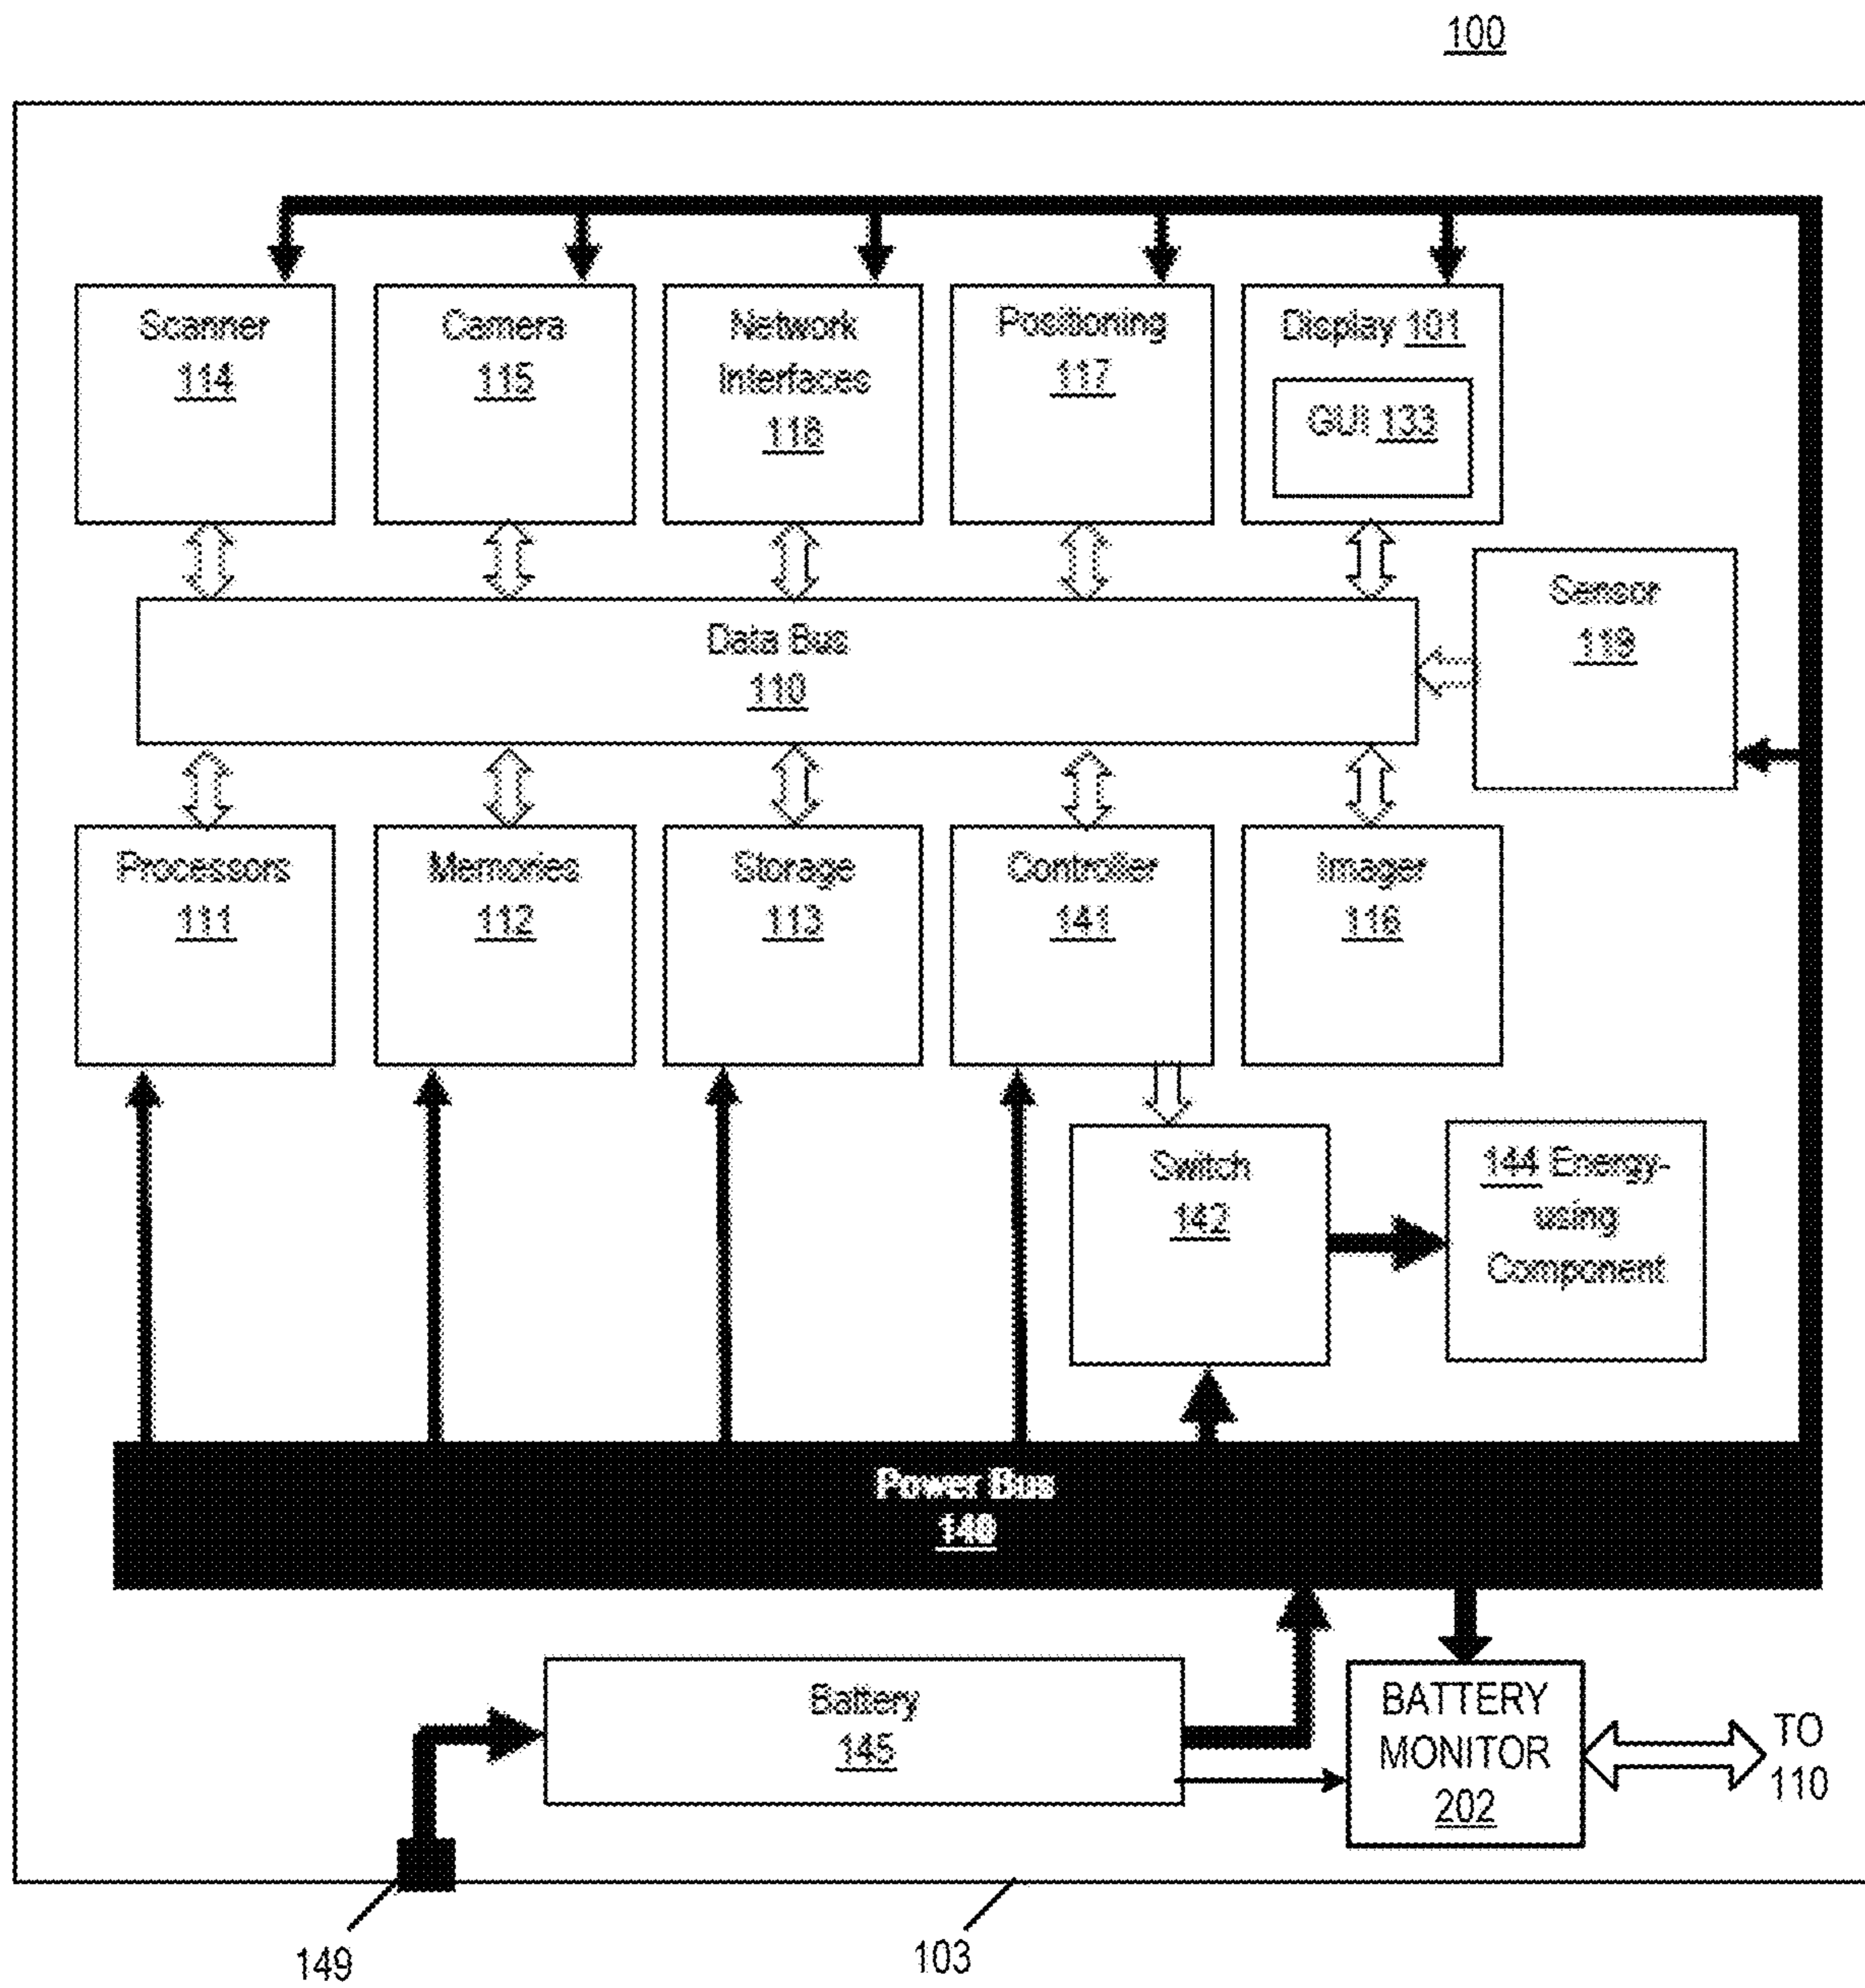 100
Scanner
114
Camera
115
Network
Interfaces
118
Positioning
117
Display 101
GUI 133
Sensor
119
Data Bus
110
Processors
111
Memories
112
Storage
113
Controller
141
Imager
116
Switch
142
144 Energy-
using
Component
Power Bus
140
Battery
145
BATTERY
MONITOR
202
TO
110
149
103